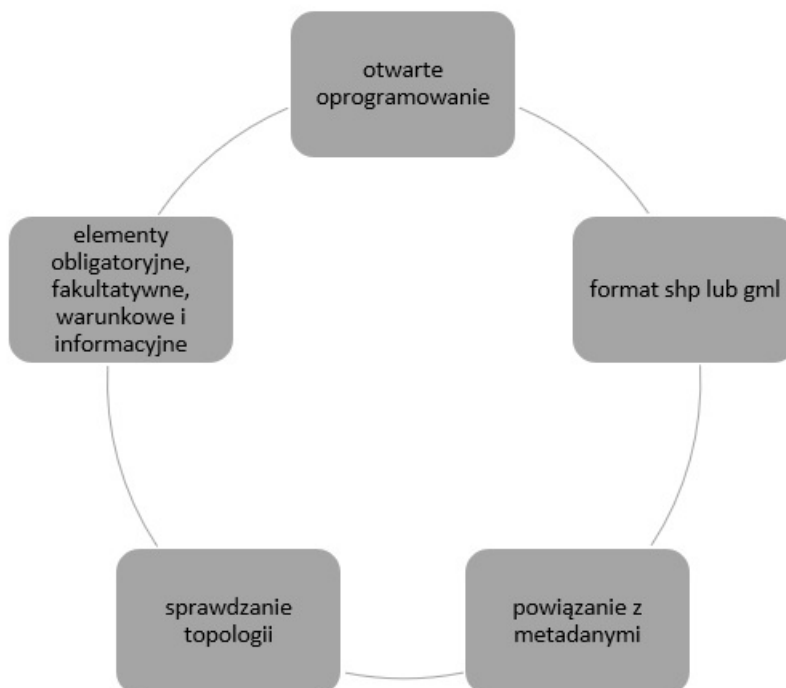 otwarte
oprogramowanie
format shp lub gml
powiązanie z
metadanymi
sprawdzanie
topologii
elementy
obligatoryjne,
fakultatywne,
warunkowe i
informacyjne